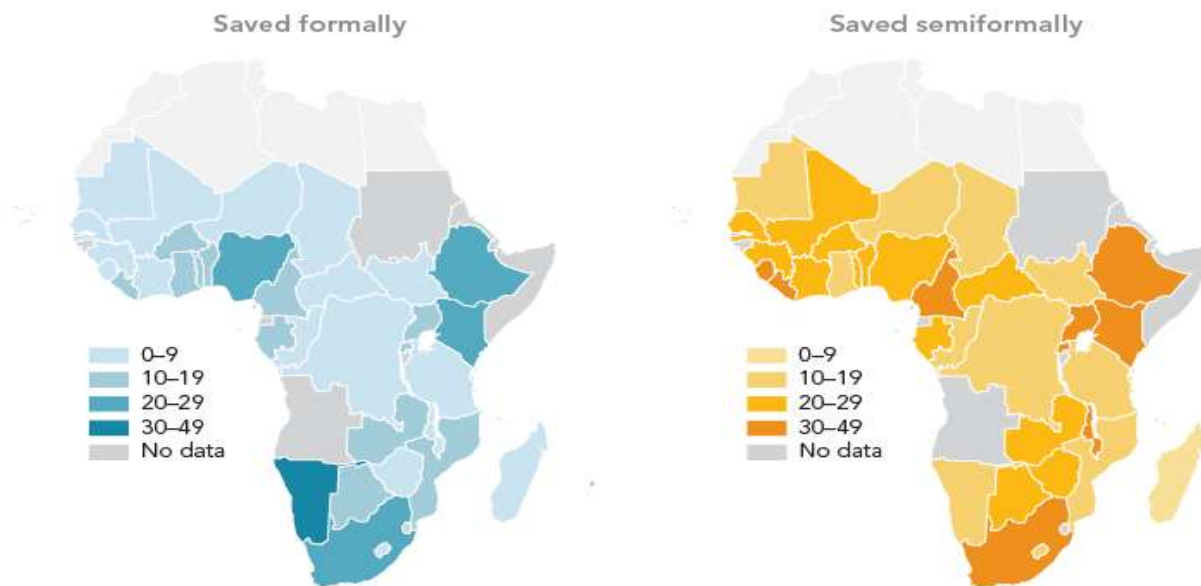 Saved formally
Saved semiformally
0–9
10–19
20–29
30–49
No data
0–9
10–19
20–29
30–49
No data